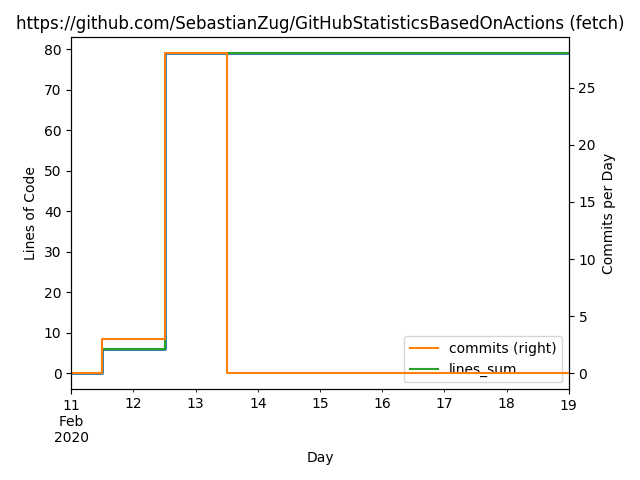 https://github.com/SebastianZug/GitHubStatisticsBasedOnActions (fetch)
80
70
60
50
40
30
20
10
0
Lines of Code
25
20
15
10
5
0
Commits per Day
commits (right)
lines_sum
11 12 13 14 15 16 17 18 19
Feb
2020
Day